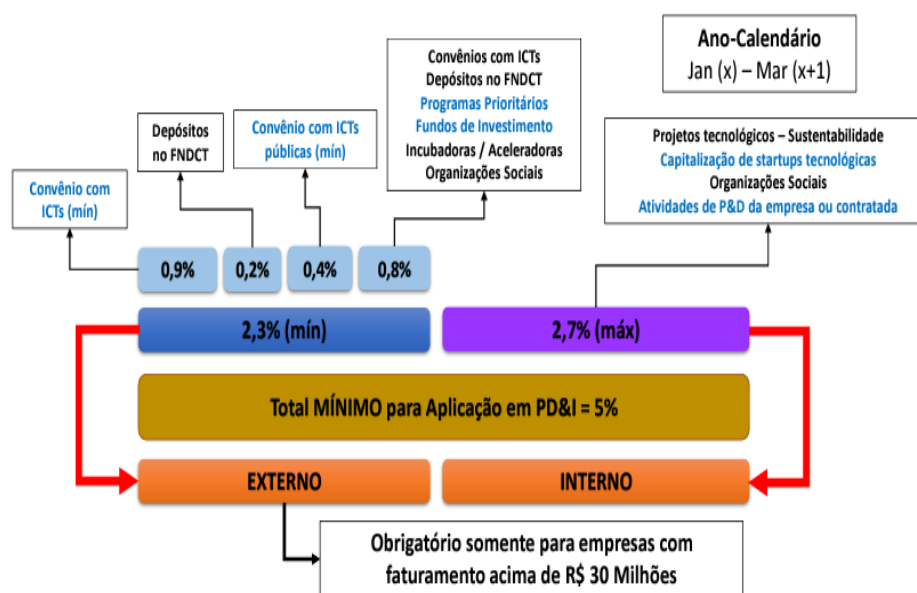 Convênios com ICTs
Depósitos no FNDCT
Programas Prioritários
Fundos de Investimento
Incubadoras / Aceleradoras
Organizações Sociais
Ano-Calendário
Jan (x) – Mar (x+1)
Depósitos
no FNDCT
Convênio com ICTs
públicas (mín)
Projetos tecnológicos – Sustentabilidade
Capitalização de startups tecnológicas
Organizações Sociais
Atividades de P&D da empresa ou contratada
Convênio com
ICTs (mín)
0,9%
0,2%
0,4%
0,8%
2,3% (mín)
2,7% (máx)
Total MÍNIMO para Aplicação em PD&I = 5%
EXTERNO
INTERNO
Obrigatório somente para empresas com
faturamento acima de R$ 30 Milhões